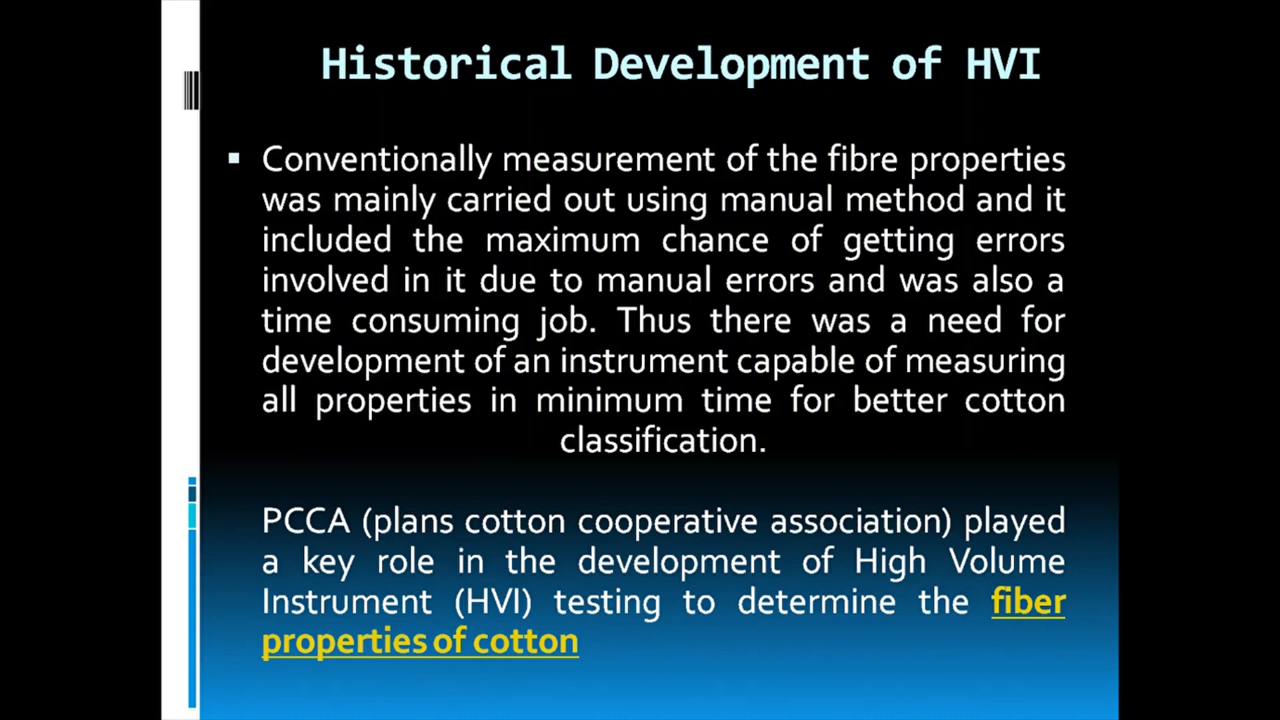 Historical Development of HVI
▪ Conventionally measurement of the fibre properties
was mainly carried out using manual method and it
included the maximum chance of getting errors
involved in it due to manual errors and was also a
time consuming job. Thus there was a need for
development of an instrument capable of measuring
all properties in minimum time for better cotton
classification.
PCCA (plans cotton cooperative association) played
a key role in the development of High Volume
Instrument (HVI) testing to determine the fiber
properties of cotton